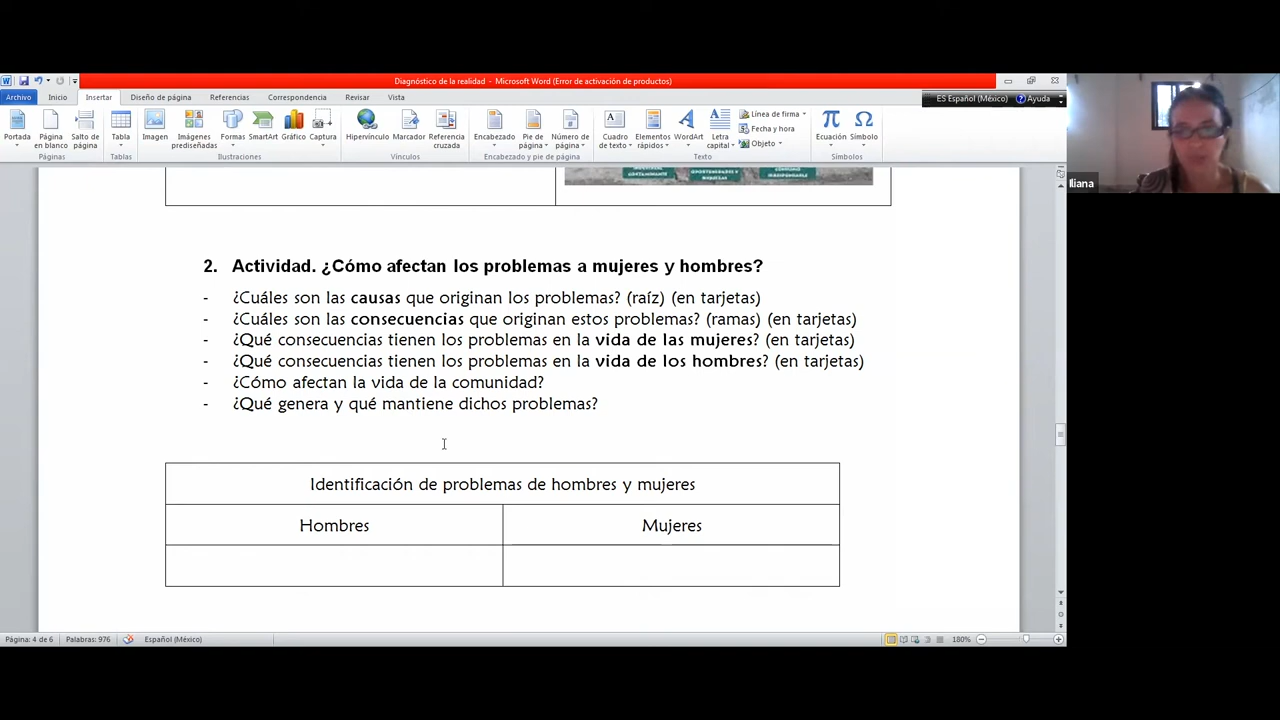 Diagnóstico de la realidad - Microsoft Word (Error de activación de productos)
Archivo Inicio Insertar Diseño de página Referencias Correspondencia Revisar Vista
ES Español (México) Ayuda
Portada Página en blanco Salto de página
Páginas
Tabla
Tablas
Imagen Imágenes prediseñadas Formas SmartArt Gráfico Captura
Ilustraciones
Hipervínculo Marcador Referencia cruzada
Vínculos
Encabezado Pie de página Número de página
Encabezado y pie de página
Cuadro de texto Elementos rápidos WordArt Letra capital
Línea de firma
Fecha y hora
Objeto
Texto
Ecuación Símbolo
Símbolos
Iliana
2. Actividad. ¿Cómo afectan los problemas a mujeres y hombres?
- ¿Cuáles son las causas que originan los problemas? (raíz) (en tarjetas)
- ¿Cuáles son las consecuencias que originan estos problemas? (ramas) (en tarjetas)
- ¿Qué consecuencias tienen los problemas en la vida de las mujeres? (en tarjetas)
- ¿Qué consecuencias tienen los problemas en la vida de los hombres? (en tarjetas)
- ¿Cómo afectan la vida de la comunidad?
- ¿Qué genera y qué mantiene dichos problemas?
Identificación de problemas de hombres y mujeres
Hombres Mujeres
Página: 4 de 6 Palabras: 976 Español (México) 180%